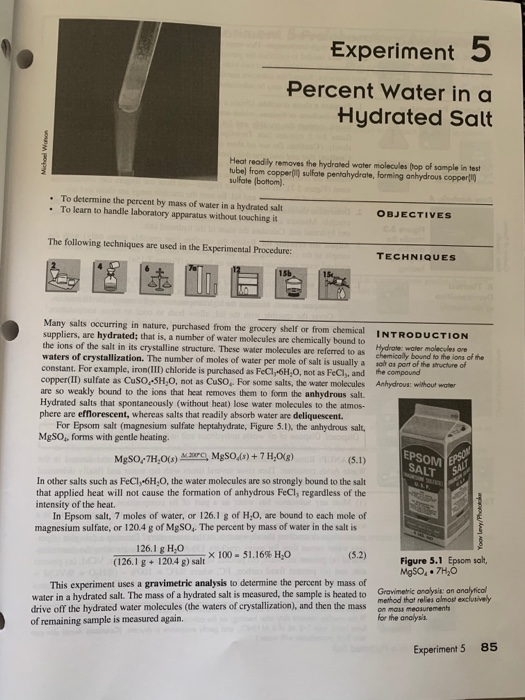 Experiment 5
Percent Water in a
Hydrated Salt
Michael Watson
Heat readily removes the hydrated water molecules (top of sample in test
tube) from copper(II) sulfate pentahydrate, forming anhydrous copper(II)
sulfate (bottom).
• To determine the percent by mass of water in a hydrated salt
• To learn to handle laboratory apparatus without touching it
OBJECTIVES
The following techniques are used in the Experimental Procedure:
TECHNIQUES
2 4 6 7a 12 15b 15c
Many salts occurring in nature, purchased from the grocery shelf or from chemical
suppliers, are hydrated; that is, a number of water molecules are chemically bound to
the ions of the salt in its crystalline structure. These water molecules are referred to as
waters of crystallization. The number of moles of water per mole of salt is usually a
constant. For example, iron(III) chloride is purchased as FeCl₃•6H₂O, not as FeCl₃, and
copper(II) sulfate as CuSO₄•5H₂O, not as CuSO₄. For some salts, the water molecules
are so weakly bound to the ions that heat removes them to form the anhydrous salt.
Hydrated salts that spontaneously (without heat) lose water molecules to the atmos-
phere are efflorescent, whereas salts that readily absorb water are deliquescent.
For Epsom salt (magnesium sulfate heptahydrate, Figure 5.1), the anhydrous salt,
MgSO₄, forms with gentle heating.
MgSO₄•7H₂O(s) MgSO₄(s) + 7 H₂O(g) (5.1)
In other salts such as FeCl₃•6H₂O, the water molecules are so strongly bound to the salt
that applied heat will not cause the formation of anhydrous FeCl₃ regardless of the
intensity of the heat.
In Epsom salt, 7 moles of water, or 126.1 g of H₂O, are bound to each mole of
magnesium sulfate, or 120.4 g of MgSO₄. The percent by mass of water in the salt is
126.1 g H₂O
(126.1 g + 120.4 g) salt × 100 = 51.16% H₂O (5.2)
This experiment uses a gravimetric analysis to determine the percent by mass of
water in a hydrated salt. The mass of a hydrated salt is measured, the sample is heated to
drive off the hydrated water molecules (the waters of crystallization), and then the mass
of remaining sample is measured again.
INTRODUCTION
Hydrate: water molecules are
chemically bound to the ions of the
salt as part of the structure of
the compound
Anhydrous: without water
EPSOM
SALT
U.S.P.
EPSOM
SALT
Yoav Levy/Phototake
Figure 5.1 Epsom salt,
MgSO₄ • 7H₂O
Gravimetric analysis: an analytical
method that relies almost exclusively
on mass measurements
for the analysis
Experiment 5 85